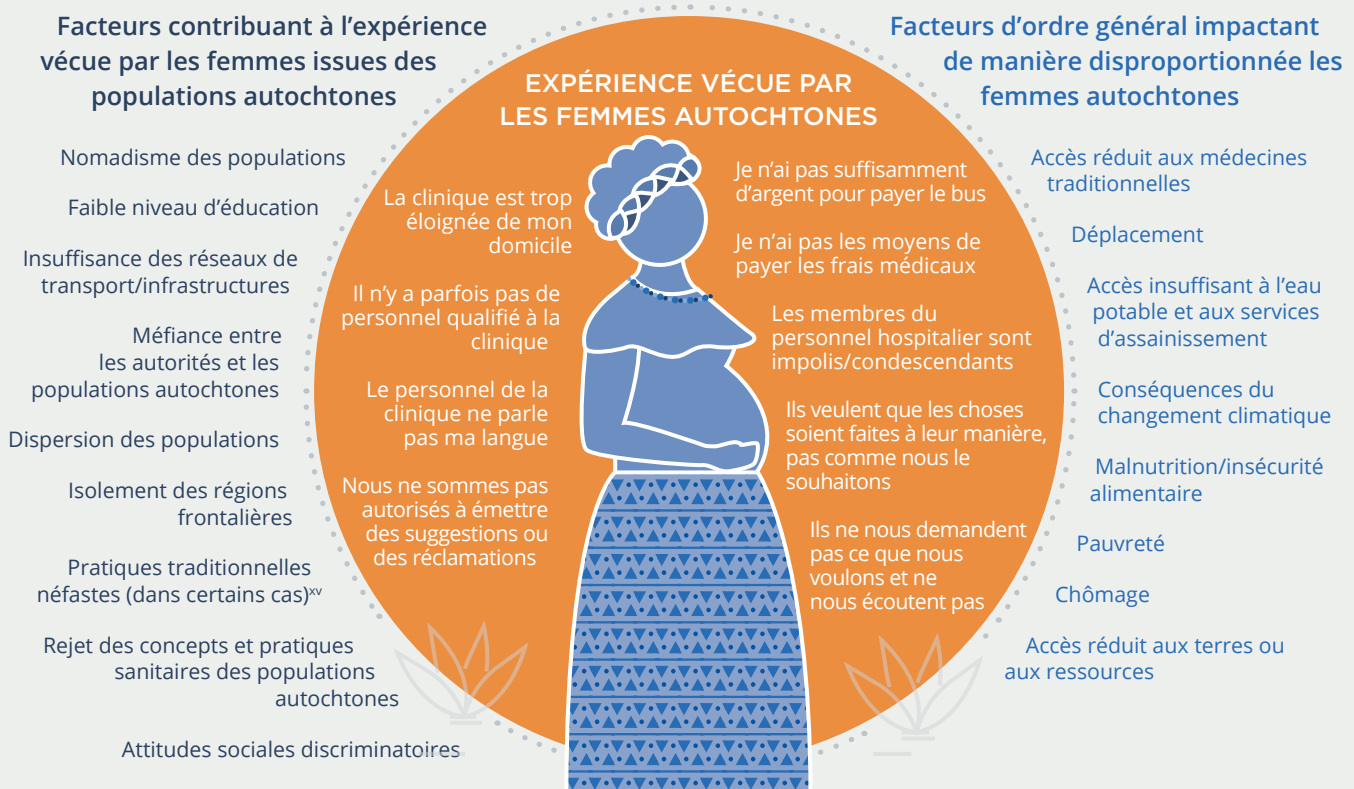 Facteurs contribuant à l'expérience
vécue par les femmes issues des
populations autochtones
Nomadisme des populations
Faible niveau d'éducation
Insuffisance des réseaux de
transport/infrastructures
Méfiance entre
les autorités et les
populations autochtones
Dispersion des populations
Isolement des régions
frontalières
Pratiques traditionnelles
néfastes (dans certains cas)xv
Rejet des concepts et pratiques
sanitaires des populations
autochtones
Attitudes sociales discriminatoires
EXPÉRIENCE VÉCUE PAR
LES FEMMES AUTOCHTONES
La clinique est trop
éloignée de mon
domicile
Il n'y a parfois pas de
personnel qualifié à la
clinique
Le personnel de la
clinique ne parle
pas ma langue
Nous ne sommes pas
autorisés à émettre
des suggestions ou
des réclamations
Je n'ai pas suffisamment
d'argent pour payer le bus
Je n'ai pas les moyens de
payer les frais médicaux
Les membres du
personnel hospitalier sont
impolis/condescendants
Ils veulent que les choses
soient faites à leur manière,
pas comme nous le
souhaitons
Ils ne nous demandent
pas ce que nous
voulons et ne
nous écoutent pas
Facteurs d'ordre général impactant
de manière disproportionnée les
femmes autochtones
Accès réduit aux médecines
traditionnelles
Déplacement
Accès insuffisant à l'eau
potable et aux services
d'assainissement
Conséquences du
changement climatique
Malnutrition/insécurité
alimentaire
Pauvreté
Chômage
Accès réduit aux terres ou
aux ressources